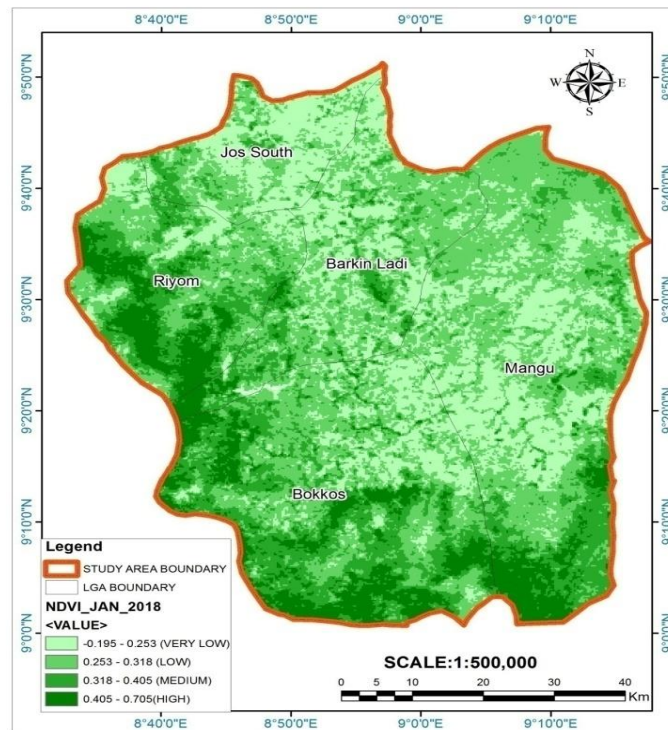 8°40'0"E 8°50'0"E 9°0'0"E 9°10'0"E
9°50'0"N 9°50'0"N
N
W E
S
Jos South
9°40'0"N 9°40'0"N
Barkin Ladi
Riyom
9°30'0"N 9°30'0"N
Mangu
9°20'0"N 9°20'0"N
Bokkos
9°10'0"N 9°10'0"N
Legend
STUDY AREA BOUNDARY
LGA BOUNDARY
NDVI_JAN_2018
<VALUE>
-0.195 - 0.253 (VERY LOW)
0.253 - 0.318 (LOW)
0.318 - 0.405 (MEDIUM)
0.405 - 0.705(HIGH)
9°0'0"N 9°0'0"N
SCALE:1:500,000
0 5 10 20 30 40
Km
8°40'0"E 8°50'0"E 9°0'0"E 9°10'0"E